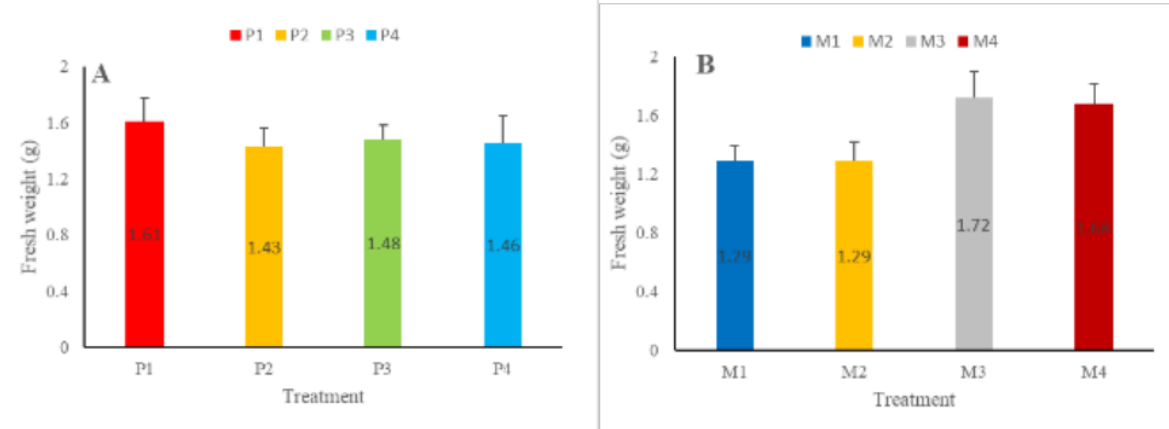 P1 P2 P3 P4
A
2
1.6
1.2
0.8
0.4
0
Fresh weight (g)
1.61
1.43
1.48
1.46
P1 P2 P3 P4
Treatment
M1 M2 M3 M4
B
2
1.6
1.2
0.8
0.4
0
Fresh weight (g)
1.29
1.29
1.72
1.68
M1 M2 M3 M4
Treatment